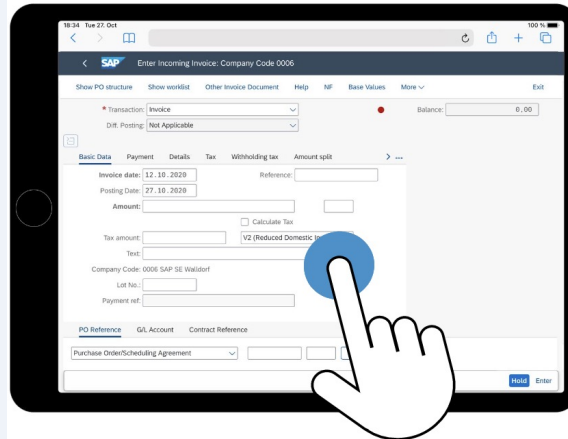 18:34 Tue 27. Oct 100 %
SAP Enter Incoming Invoice: Company Code 0006
Show PO structure Show worklist Other Invoice Document Help NF Base Values More Exit
* Transaction: Invoice Balance: 0.00
Diff. Posting: Not Applicable
Basic Data Payment Details Tax Withholding tax Amount split
Invoice date: 12.10.2020 Reference:
Posting Date: 27.10.2020
Amount:
Calculate Tax
Tax amount: V2 (Reduced Domestic
Text:
Company Code: 0006 SAP SE Walldorf
Lot No.:
Payment ref:
PO Reference G/L Account Contract Reference
Purchase Order/Scheduling Agreement
Hold Enter